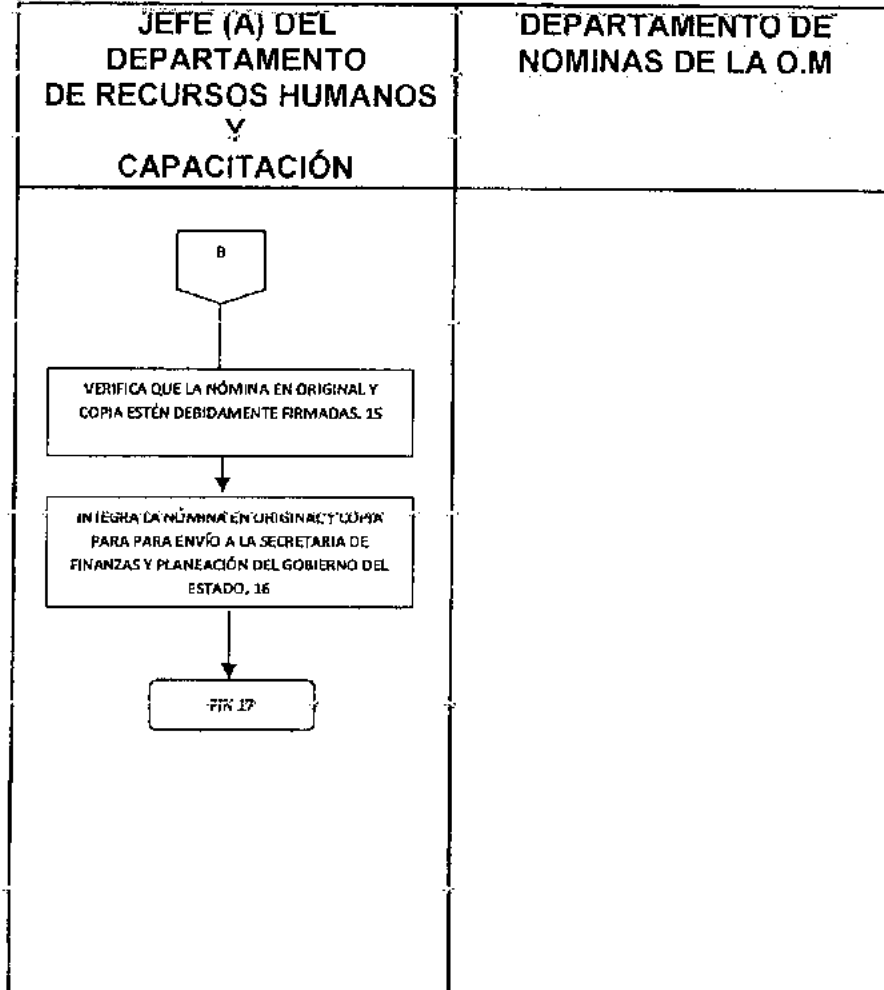 JEFE (A) DEL
DEPARTAMENTO
DE RECURSOS HUMANOS
Y
CAPACITACIÓN
DEPARTAMENTO DE
NOMINAS DE LA O.M
B
VERIFICA QUE LA NÓMINA EN ORIGINAL Y
COPIA ESTÉN DEBIDAMENTE FIRMADAS. 15
INTEGRA LA NÓMINA EN ORIGINAL Y COPIA
PARA PARA ENVÍO A LA SECRETARIA DE
FINANZAS Y PLANEACIÓN DEL GOBIERNO DEL
ESTADO. 16
FIN 17